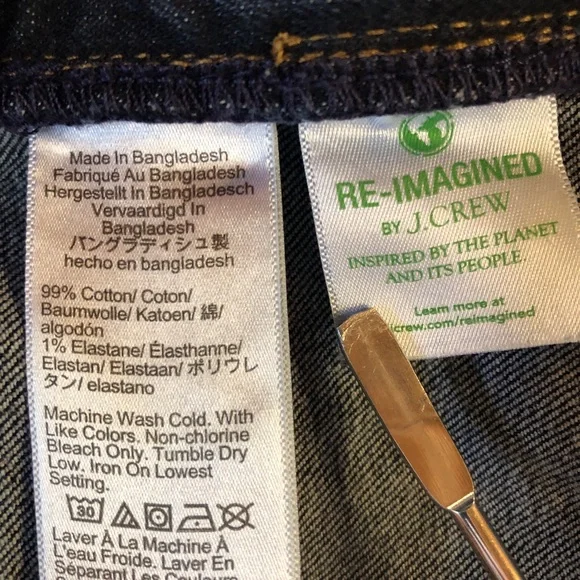 Made In Bangladesh
Fabriqué Au Bangladesh
Hergestellt In Bangladesch
Vervaardigd In
Bangladesh
バングラディシュ製
hecho en bangladesh
99% Cotton/ Coton/
Baumwolle/ Katoen/ 綿/
algodón
1% Elastane/ Élasthanne/
Elastan/ Elastaan/ ポリウレ
タン/ elastano
Machine Wash Cold. With
Like Colors. Non-chlorine
Bleach Only. Tumble Dry
Low. Iron On Lowest
Setting.
30
Laver À La Machine À
L'eau Froide. Laver En
Séparant Les Couleurs
RE-IMAGINED
BY J.CREW
INSPIRED BY THE PLANET
AND ITS PEOPLE.
Learn more at
jcrew.com/reimagined